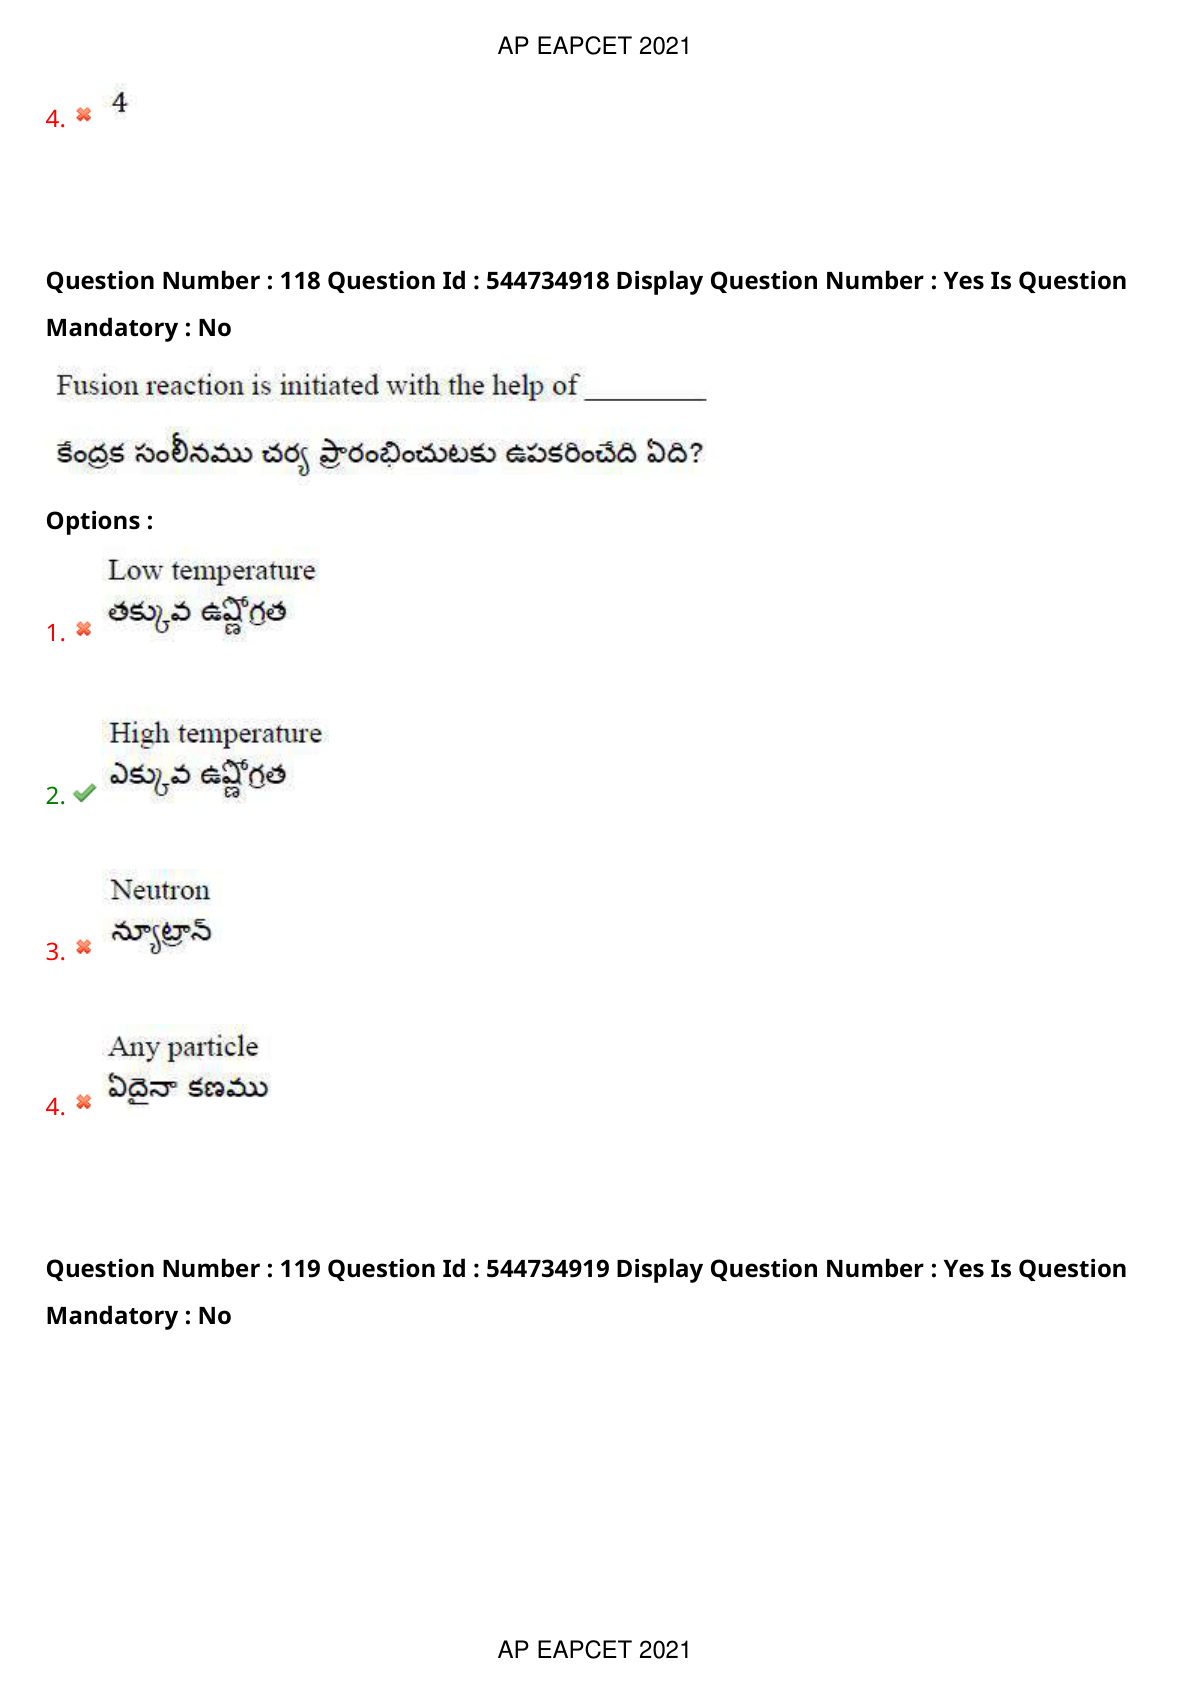 AP EAPCET 2021
4. 4
Question Number : 118 Question Id : 544734918 Display Question Number : Yes Is Question
Mandatory : No
Fusion reaction is initiated with the help of ________
కేంద్రక సంలీనము చర్య ప్రారంభించుటకు ఉపకరించేది ఏది?
Options :
Low temperature
తక్కువ ఉష్ణోగ్రత
1.
High temperature
ఎక్కువ ఉష్ణోగ్రత
2.
Neutron
న్యూట్రాన్
3.
Any particle
ఏదైనా కణము
4.
Question Number : 119 Question Id : 544734919 Display Question Number : Yes Is Question
Mandatory : No
AP EAPCET 2021